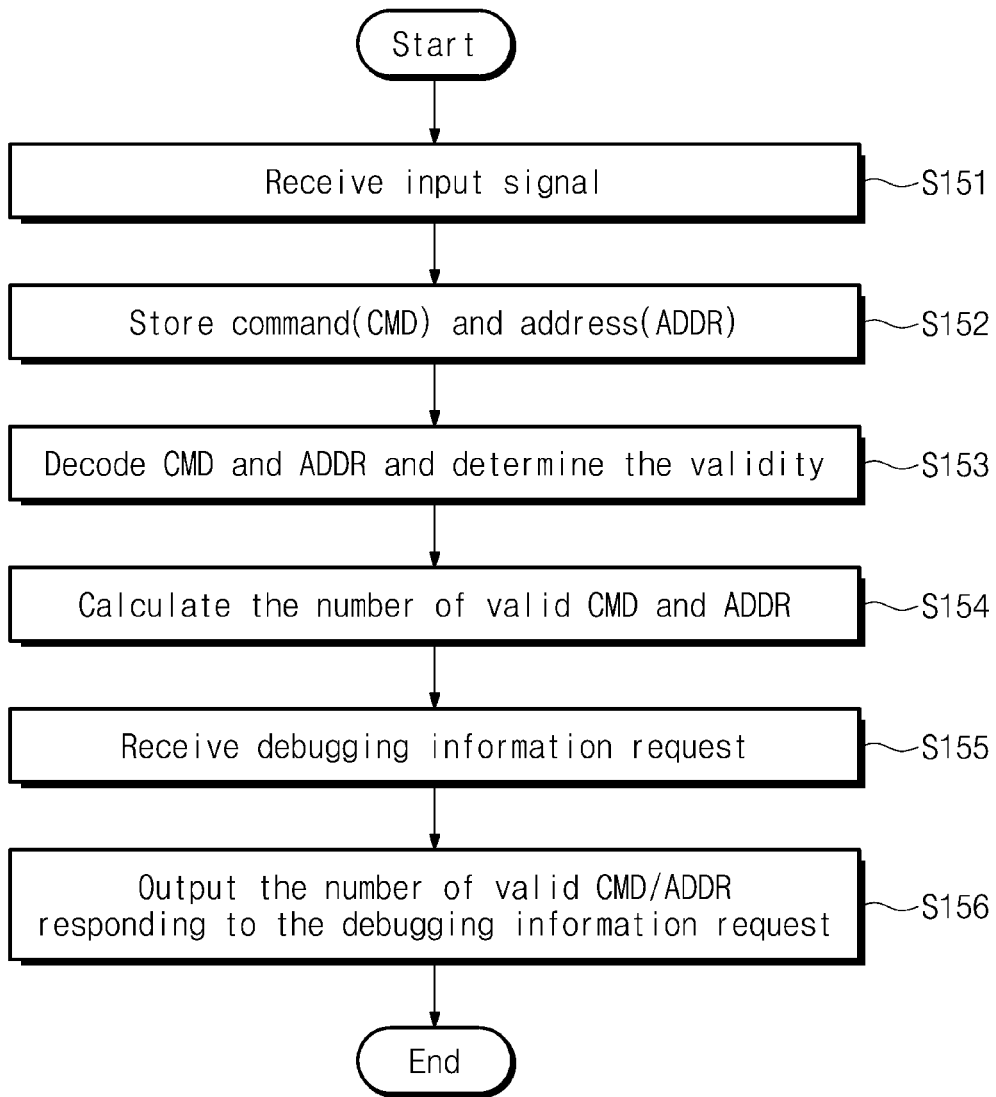 Start
Receive input signal
S151
Store command(CMD) and address(ADDR)
S152
Decode CMD and ADDR and determine the validity
S153
Calculate the number of valid CMD and ADDR
S154
Receive debugging information request
S155
Output the number of valid CMD/ADDR
responding to the debugging information request
S156
End